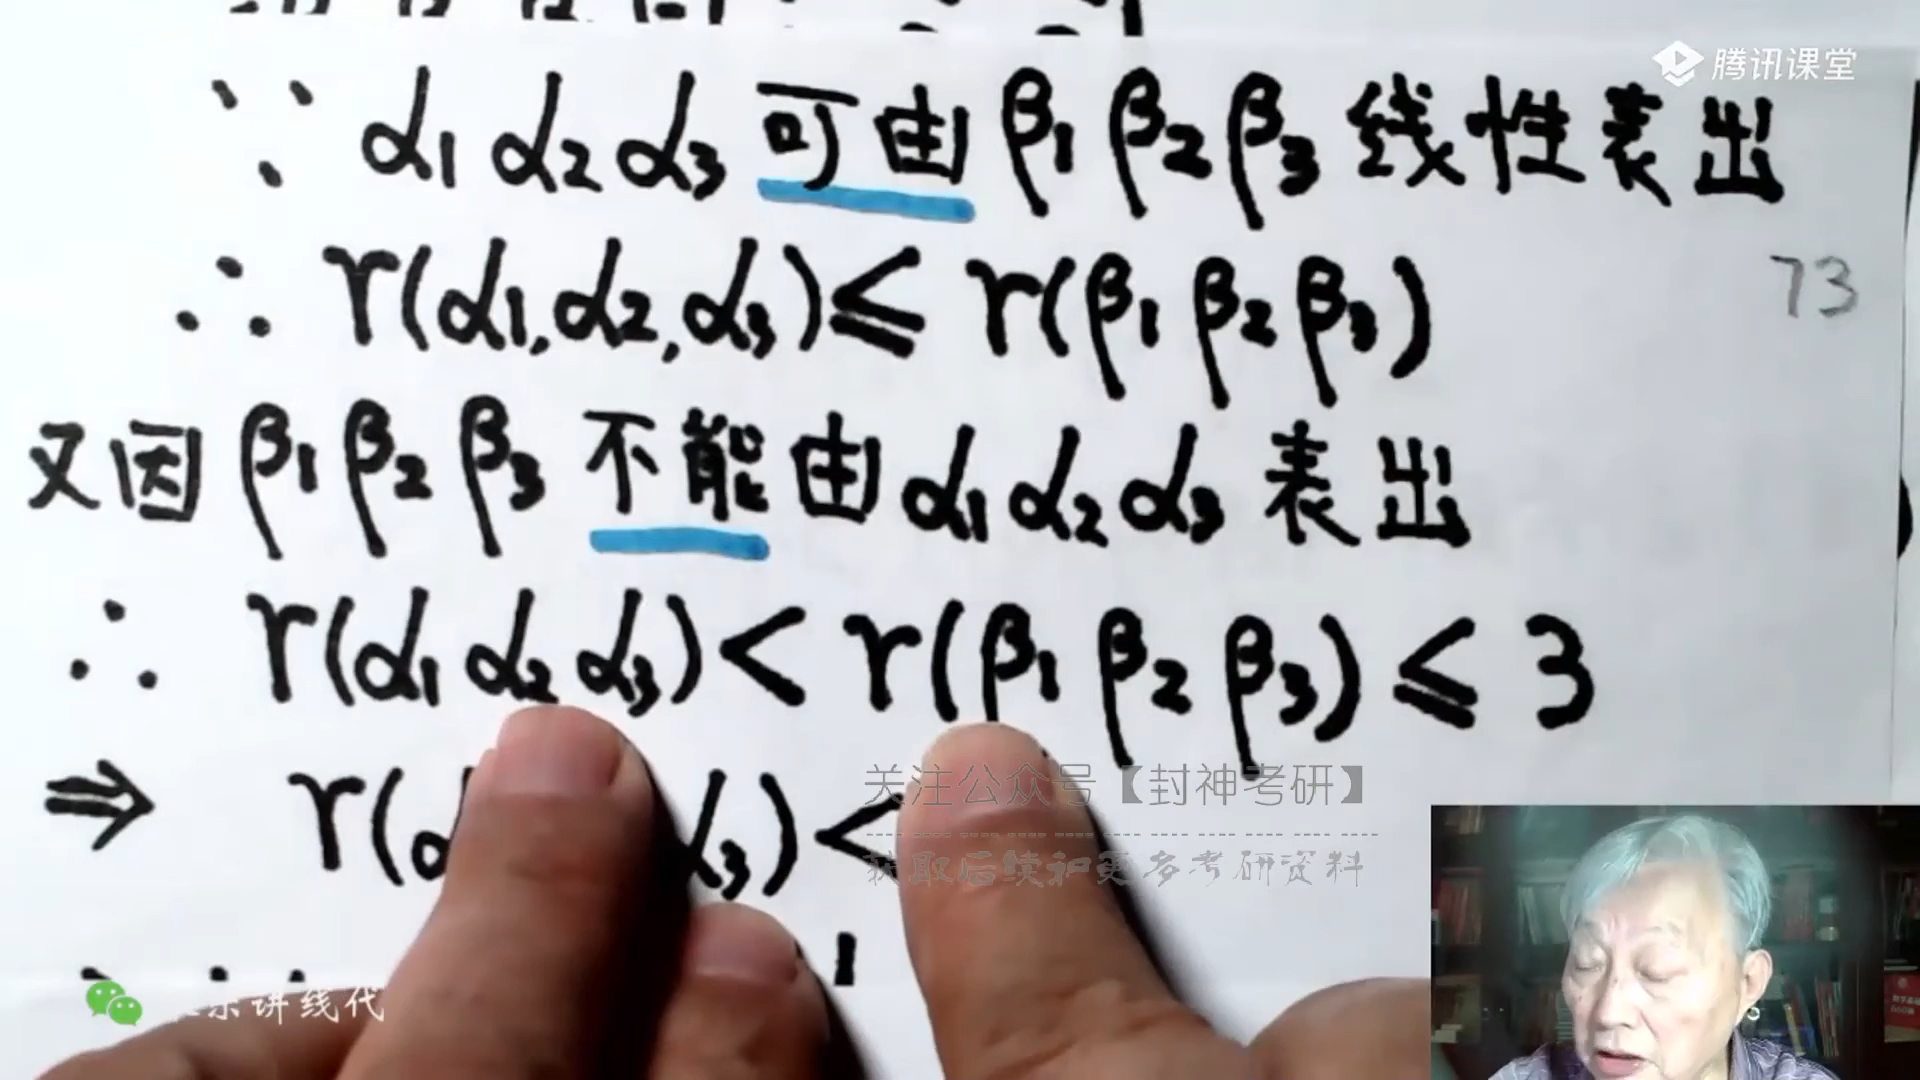 腾讯课堂
∵ α1 α2 α3 可由 β1 β2 β3 线性表出
∴ r(α1,α2,α3)≤ r(β1 β2 β3)
73
又因 β1 β2 β3 不能由 α1 α2 α3 表出
∴ r(α1 α2 α3)< r(β1 β2 β3)≤ 3
⇒ r( α3)<
关注公众号【封神考研】
获取后续和更多考研资料
乐讲线代